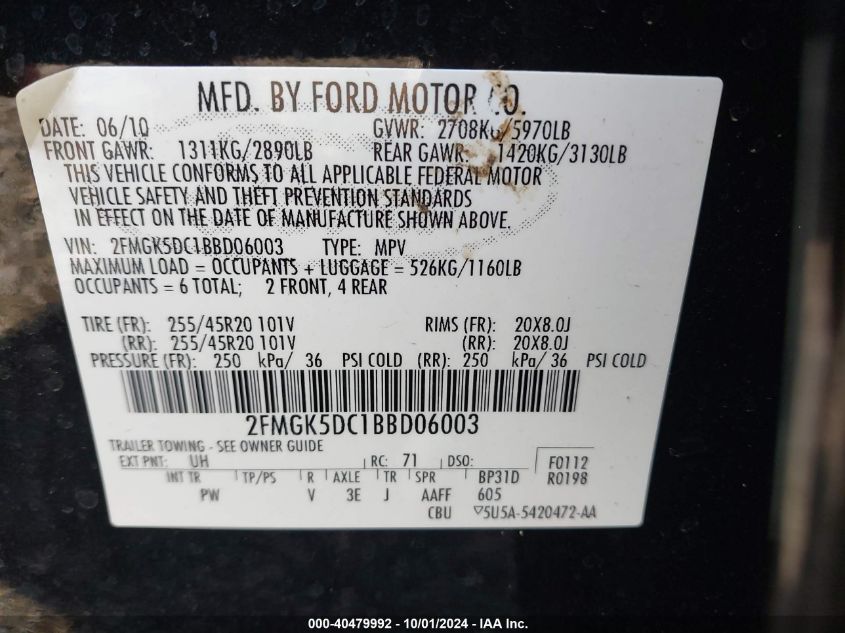 MFD. BY FORD MOTOR CO.
DATE: 06/10 GVWR: 2708KG/5970LB
FRONT GAWR: 1311KG/2890LB REAR GAWR: 1420KG/3130LB
THIS VEHICLE CONFORMS TO ALL APPLICABLE FEDERAL MOTOR
VEHICLE SAFETY AND THEFT PREVENTION STANDARDS
IN EFFECT ON THE DATE OF MANUFACTURE SHOWN ABOVE.
VIN: 2FMGK5DC1BBD06003 TYPE: MPV
MAXIMUM LOAD = OCCUPANTS + LUGGAGE = 526KG/1160LB
OCCUPANTS = 6 TOTAL; 2 FRONT, 4 REAR
TIRE (FR): 255/45R20 101V RIMS (FR): 20X8.0J
(RR): 255/45R20 101V (RR): 20X8.0J
PRESSURE (FR): 250 kPa/ 36 PSI COLD (RR): 250 kPa/ 36 PSI COLD
2FMGK5DC1BBD06003
TRAILER TOWING - SEE OWNER GUIDE
EXT PNT: UH RC: 71 DSO: F0112
INT TR TP/PS R AXLE TR SPR BP31D R0198
PW V 3E J AAFF 605
CBU ▽5U5A-5420472-AA
000-40479992 - 10/01/2024 - IAA Inc.